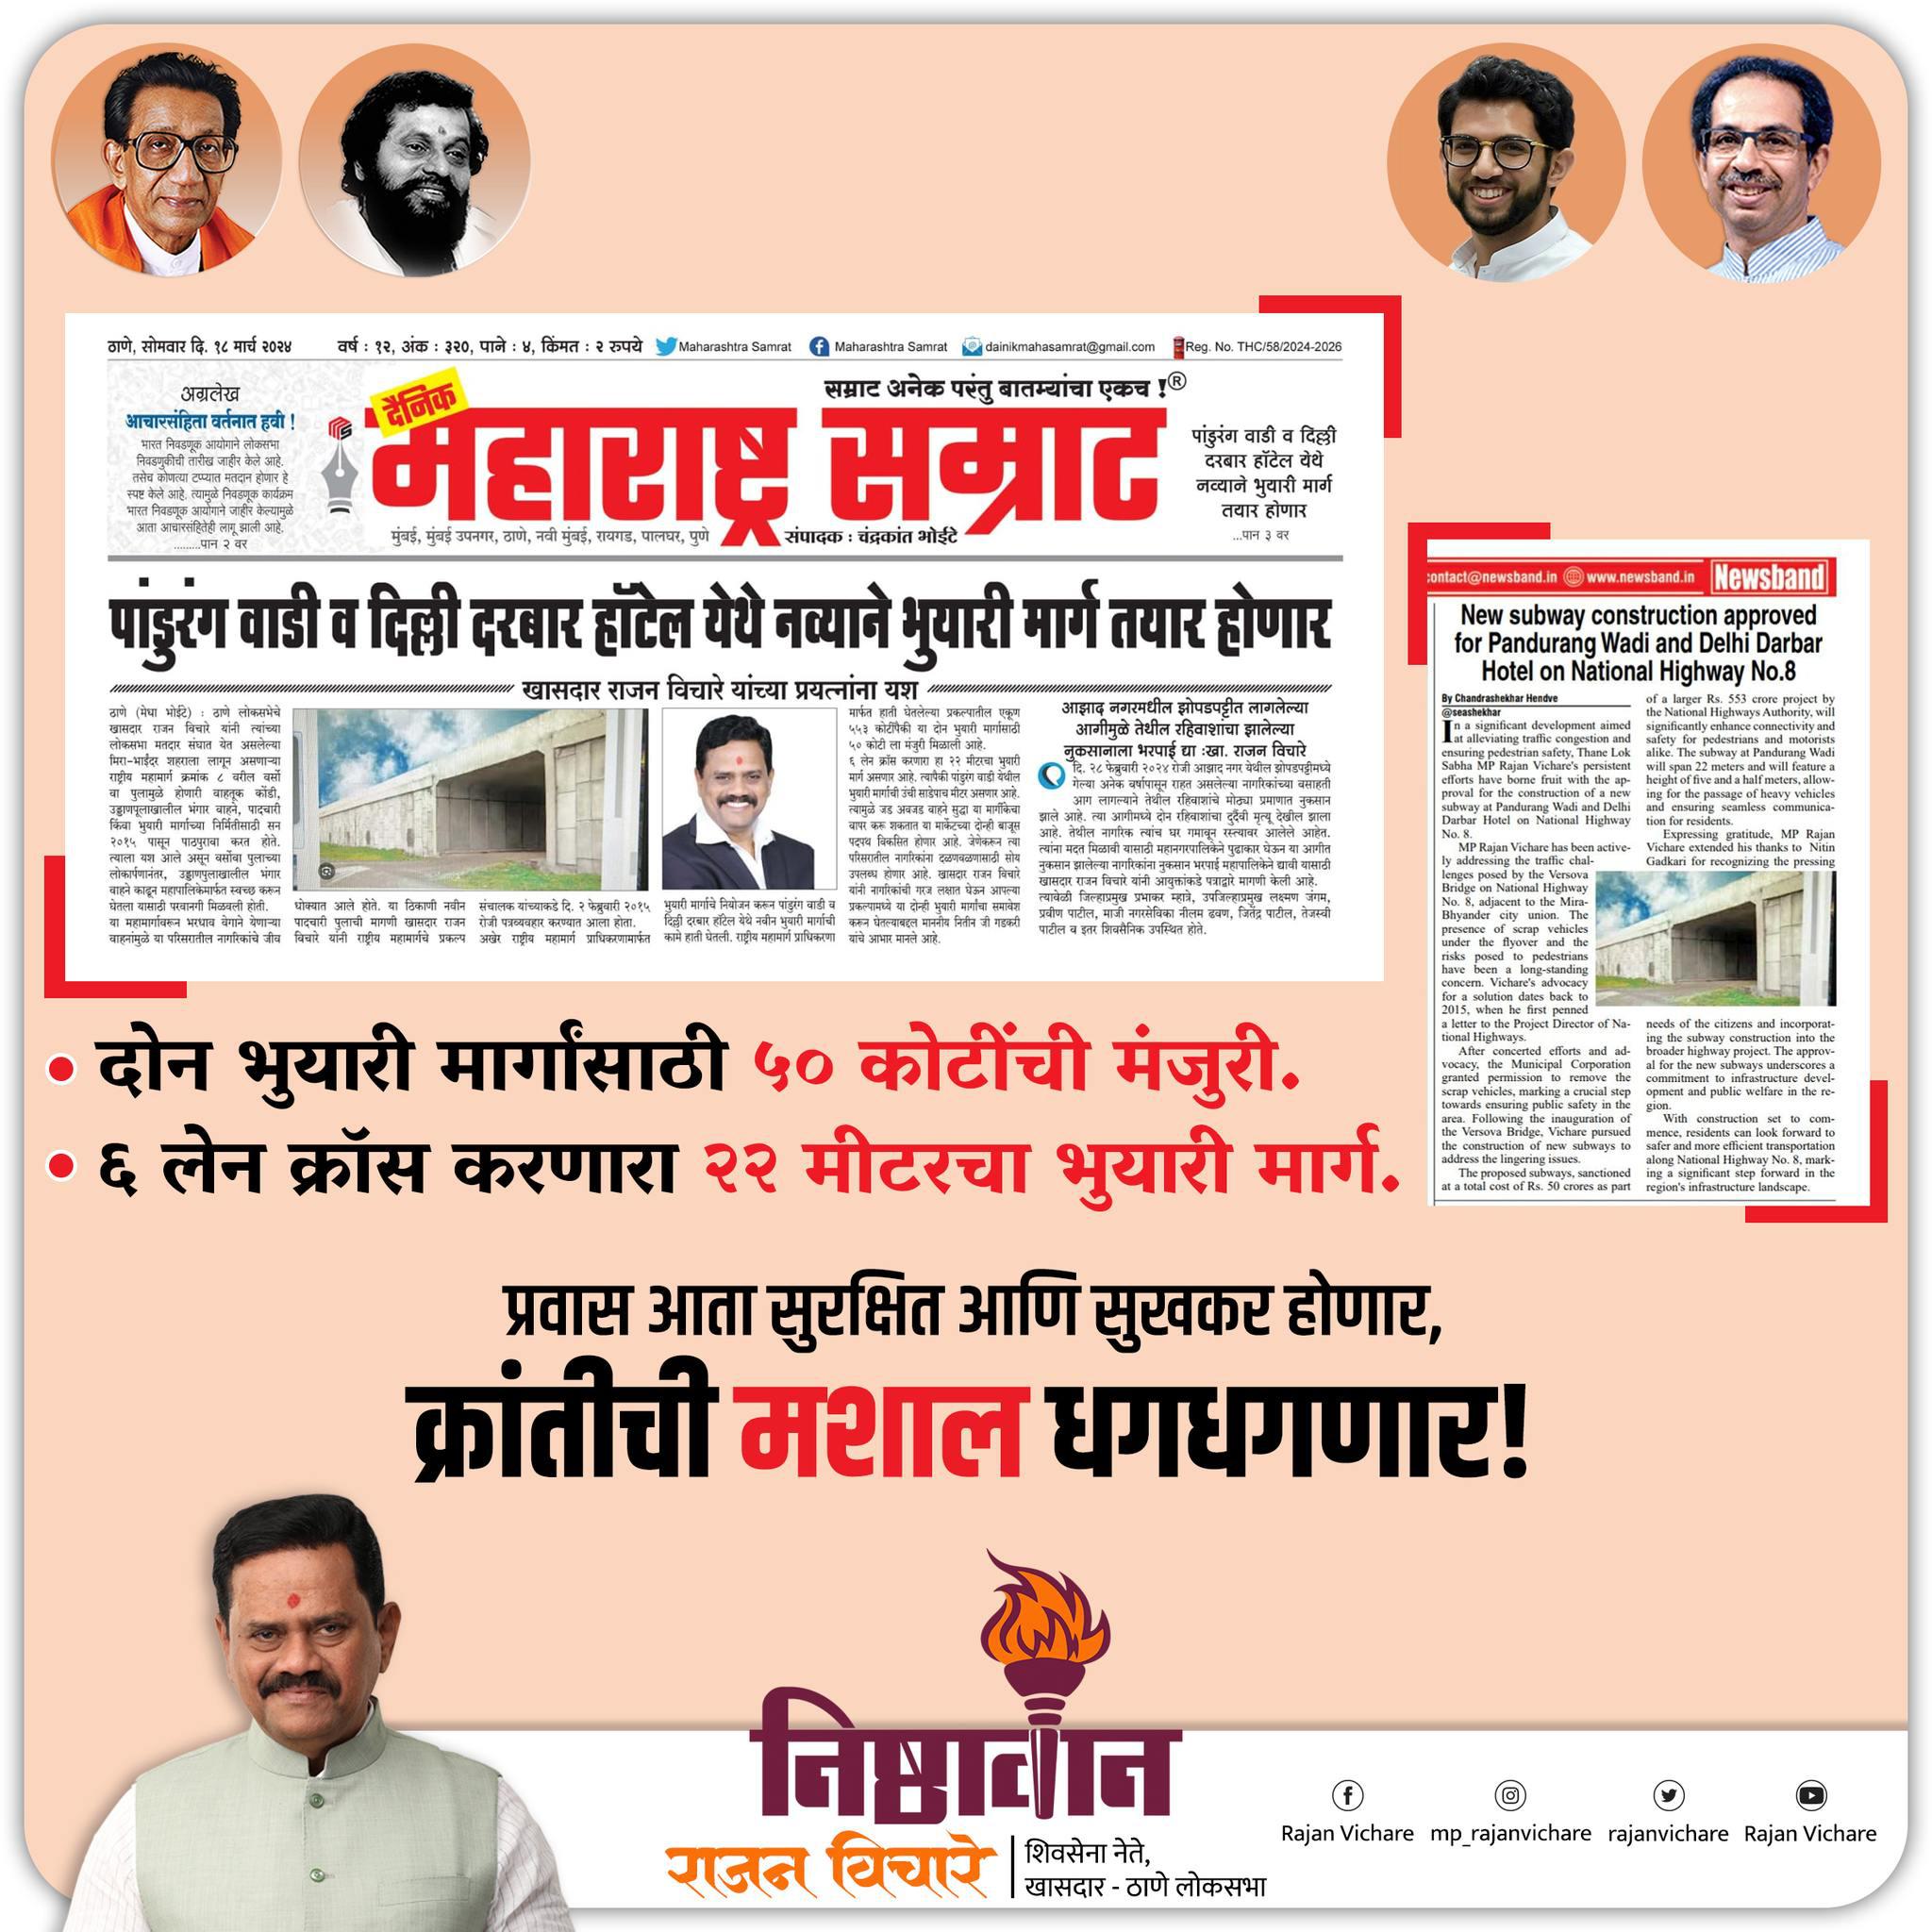 ठाणे, सोमवार दि. १८ मार्च २०२४
वर्ष : १२, अंक : ३२०, पाने : ४, किंमत : २ रुपये
Maharashtra Samrat
Maharashtra Samrat
dainikmahasamrat@gmail.com
Reg. No. THC/58/2024-2026
अग्रलेख
आचारसंहिता वर्तनात हवी !
भारत निवडणूक आयोगाने लोकसभा
निवडणुकीची तारीख जाहीर केले आहे.
तसेच कोणत्या टप्प्यात मतदान होणार हे
स्पष्ट केले आहे. त्यामुळे निवडणूक कार्यक्रम
भारत निवडणूक आयोगाने जाहीर केल्यामुळे
आता आचारसंहितेही लागू झाली आहे.
.........पान २ वर
सम्राट अनेक परंतु बातम्यांचा एकच !®
दैनिक
महाराष्ट्र सम्राट
मुंबई, मुंबई उपनगर, ठाणे, नवी मुंबई, रायगड, पालघर, पुणे
संपादक : चंद्रकांत भोईटे
पांडुरंग वाडी व दिल्ली
दरबार हॉटेल येथे
नव्याने भुयारी मार्ग
तयार होणार
...पान ३ वर
पांडुरंग वाडी व दिल्ली दरबार हॉटेल येथे नव्याने भुयारी मार्ग तयार होणार
खासदार राजन विचारे यांच्या प्रयत्नांना यश
ठाणे (मेधा भोईटे) : ठाणे लोकसभेचे
खासदार राजन विचारे यांनी त्यांच्या
लोकसभा मतदार संघात येत असलेल्या
मिरा-भाईंदर शहराला लागून असणाऱ्या
राष्ट्रीय महामार्ग क्रमांक ८ वरील वर्सो
वा पुलामुळे होणारी वाहतूक कोंडी,
उड्डाणपूलाखालील भंगार वाहने, पादचारी
किंवा भुयारी मार्गाच्या निर्मितीसाठी सन
२०१५ पासून पाठपुरावा करत होते.
त्याला यश आले असून वर्सोवा पुलाच्या
लोकार्पणानंतर, उड्डाणपुलाखालील भंगार
वाहने काढून महापालिकेमार्फत स्वच्छ करून
घेतला यासाठी परवानगी मिळवली होती.
या महामार्गावरून भरधाव वेगाने येणाऱ्या
वाहनांमुळे या परिसरातील नागरिकांचे जीव
धोक्यात आले होते. या ठिकाणी नवीन
पादचारी पुलाची मागणी खासदार राजन
विचारे यांनी राष्ट्रीय महामार्गाचे प्रकल्प
संचालक यांच्याकडे दि. २ फेब्रुवारी २०१५
रोजी पत्रव्यवहार करण्यात आला होता.
अखेर राष्ट्रीय महामार्ग प्राधिकरणामार्फत
भुयारी मार्गाचे नियोजन करून पांडुरंग वाडी व
दिल्ली दरबार हॉटेल येथे नवीन भुयारी मार्गाची
कामे हाती घेतली. राष्ट्रीय महामार्ग प्राधिकरणा
मार्फत हाती घेतलेल्या प्रकल्पातील एकूण
५५३ कोटींपैकी या दोन भुयारी मार्गासाठी
५० कोटी ला मंजुरी मिळाली आहे.
६ लेन क्रॉस करणारा हा २२ मीटरचा भुयारी
मार्ग असणार आहे. त्यापैकी पांडुरंग वाडी येथील
भुयारी मार्गाची उंची साडेपाच मीटर असणार आहे.
त्यामुळे जड अवजड वाहने सुद्धा या मार्गीकेचा
वापर करू शकतात या मार्केटच्या दोन्ही बाजूस
पदपथ विकसित होणार आहे. जेणेकरून त्या
परिसरातील नागरिकांना दळणवळणासाठी सोय
उपलब्ध होणार आहे. खासदार राजन विचारे
यांनी नागरिकांची गरज लक्षात घेऊन आपल्या
प्रकल्पामध्ये या दोन्ही भुयारी मार्गांचा समावेश
करून घेतल्याबद्दल माननीय नितीन जी गडकरी
यांचे आभार मानले आहे.
आझाद नगरमधील झोपडपट्टीत लागलेल्या
आगीमुळे तेथील रहिवाशांचा झालेल्या
नुकसानाला भरपाई द्या :खा. राजन विचारे
दि. २८ फेब्रुवारी २०२४ रोजी आझाद नगर येथील झोपडपट्टीमध्ये
गेल्या अनेक वर्षापासून राहत असलेल्या नागरिकांच्या वसाहती
आग लागल्याने तेथील रहिवाशांचे मोठ्या प्रमाणात नुकसान
झाले आहे. त्या आगीमध्ये दोन रहिवाशांचा दुर्दैवी मृत्यू देखील झाला
आहे. तेथील नागरिक त्यांच घर गमावून रस्त्यावर आलेले आहेत.
त्यांना मदत मिळावी यासाठी महानगरपालिकेने पुढाकार घेऊन या आगीत
नुकसान झालेल्या नागरिकांना नुकसान भरपाई महापालिकेने द्यावी यासाठी
खासदार राजन विचारे यांनी आयुक्तांकडे पत्राद्वारे मागणी केली आहे.
त्यावेळी जिल्हाप्रमुख प्रभाकर म्हात्रे, उपजिल्हाप्रमुख लक्ष्मण जंगम,
प्रवीण पाटील, माजी नगरसेविका नीलम ढवण, जितेंद्र पाटील, तेजस्वी
पाटील व इतर शिवसैनिक उपस्थित होते.
contact@newsband.in www.newsband.in Newsband
New subway construction approved
for Pandurang Wadi and Delhi Darbar
Hotel on National Highway No.8
By Chandrashekhar Hendve
@seashekhar
In a significant development aimed
at alleviating traffic congestion and
ensuring pedestrian safety, Thane Lok
Sabha MP Rajan Vichare's persistent
efforts have borne fruit with the ap-
proval for the construction of a new
subway at Pandurang Wadi and Delhi
Darbar Hotel on National Highway
No. 8.
MP Rajan Vichare has been active-
ly addressing the traffic chal-
lenges posed by the Versova
Bridge on National Highway
No. 8, adjacent to the Mira-
Bhyander city union. The
presence of scrap vehicles
under the flyover and the
risks posed to pedestrians
have been a long-standing
concern. Vichare's advocacy
for a solution dates back to
2015, when he first penned
a letter to the Project Director of Na-
tional Highways.
After concerted efforts and ad-
vocacy, the Municipal Corporation
granted permission to remove the
scrap vehicles, marking a crucial step
towards ensuring public safety in the
area. Following the inauguration of
the Versova Bridge, Vichare pursued
the construction of new subways to
address the lingering issues.
The proposed subways, sanctioned
at a total cost of Rs. 50 crores as part
of a larger Rs. 553 crore project by
the National Highways Authority, will
significantly enhance connectivity and
safety for pedestrians and motorists
alike. The subway at Pandurang Wadi
will span 22 meters and will feature a
height of five and a half meters, allow-
ing for the passage of heavy vehicles
and ensuring seamless communica-
tion for residents.
Expressing gratitude, MP Rajan
Vichare extended his thanks to Nitin
Gadkari for recognizing the pressing
needs of the citizens and incorporat-
ing the subway construction into the
broader highway project. The approv-
al for the new subways underscores a
commitment to infrastructure devel-
opment and public welfare in the re-
gion.
With construction set to com-
mence, residents can look forward to
safer and more efficient transportation
along National Highway No. 8, mark-
ing a significant step forward in the
region's infrastructure landscape.
• दोन भुयारी मार्गांसाठी ५० कोटींची मंजुरी.
• ६ लेन क्रॉस करणारा २२ मीटरचा भुयारी मार्ग.
प्रवास आता सुरक्षित आणि सुखकर होणार,
क्रांतीची मशाल धगधगणार!
निष्ठावान
राजन विचारे
शिवसेना नेते,
खासदार - ठाणे लोकसभा
Rajan Vichare
mp_rajanvichare
rajanvichare
Rajan Vichare